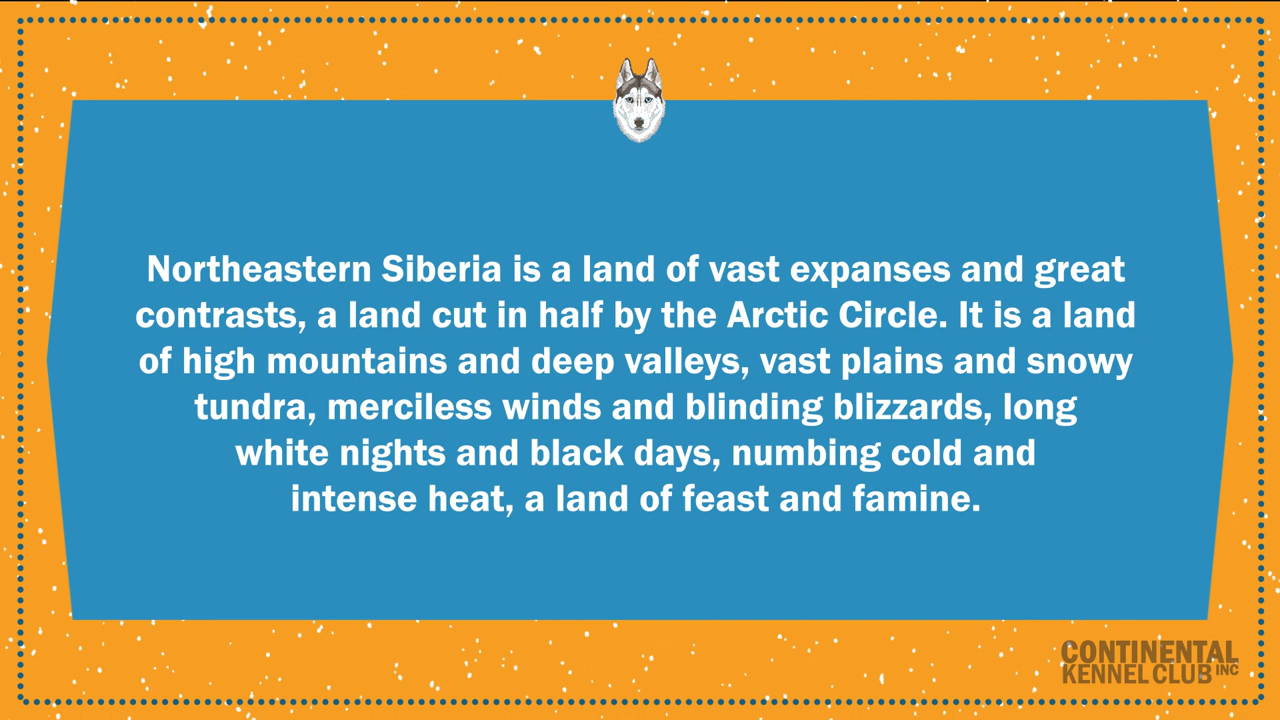 Northeastern Siberia is a land of vast expanses and great
contrasts, a land cut in half by the Arctic Circle. It is a land
of high mountains and deep valleys, vast plains and snowy
tundra, merciless winds and blinding blizzards, long
white nights and black days, numbing cold and
intense heat, a land of feast and famine.
CONTINENTAL
KENNEL CLUB INC